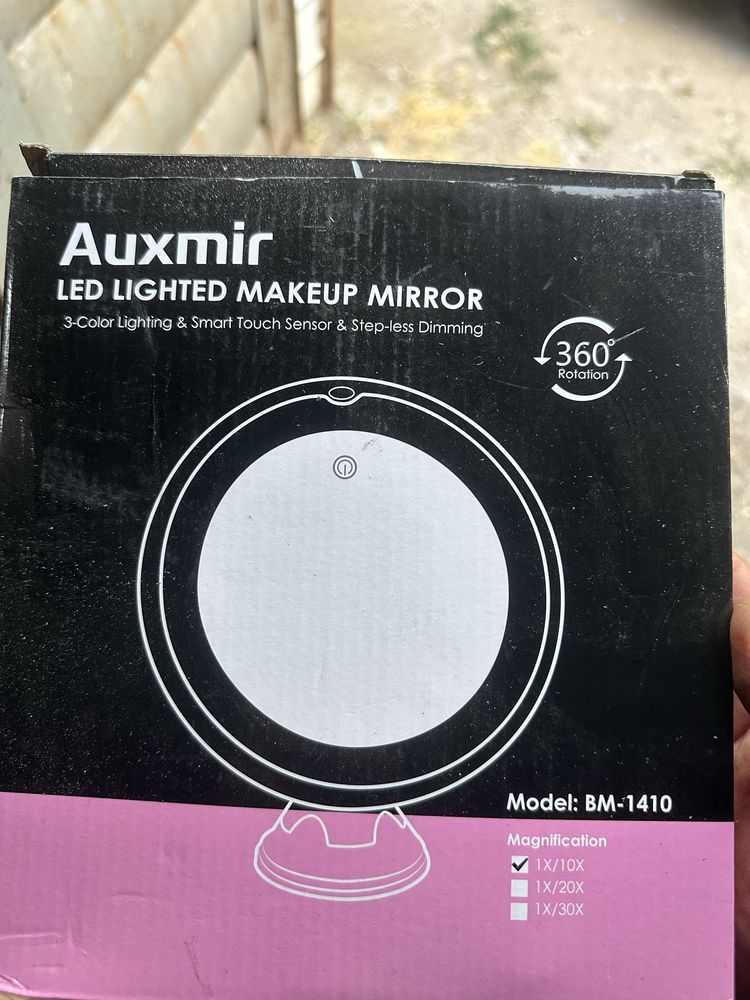 Auxmir
LED LIGHTED MAKEUP MIRROR
3-Color Lighting & Smart Touch Sensor & Step-less Dimming
360°
Rotation
Model: BM-1410
Magnification
1X/10X
1X/20X
1X/30X